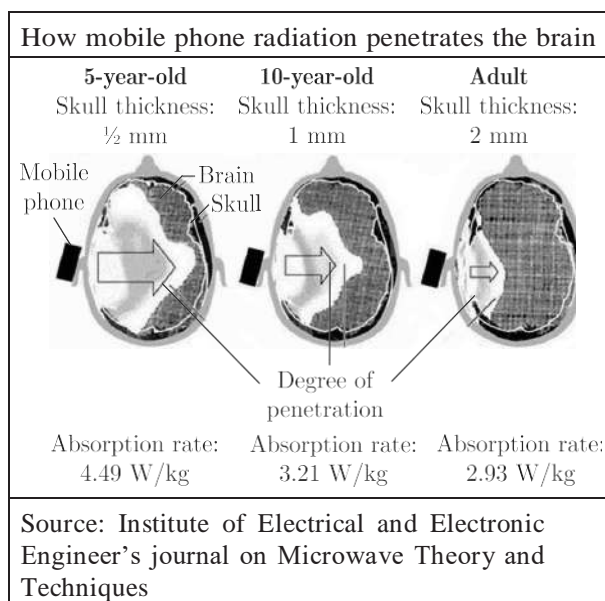 How mobile phone radiation penetrates the brain
5-year-old
Skull thickness:
½ mm
10-year-old
Skull thickness:
1 mm
Adult
Skull thickness:
2 mm
Mobile
phone
Brain
Skull
Degree of
penetration
Absorption rate:
4.49 W/kg
Absorption rate:
3.21 W/kg
Absorption rate:
2.93 W/kg
Source: Institute of Electrical and Electronic
Engineer’s journal on Microwave Theory and
Techniques